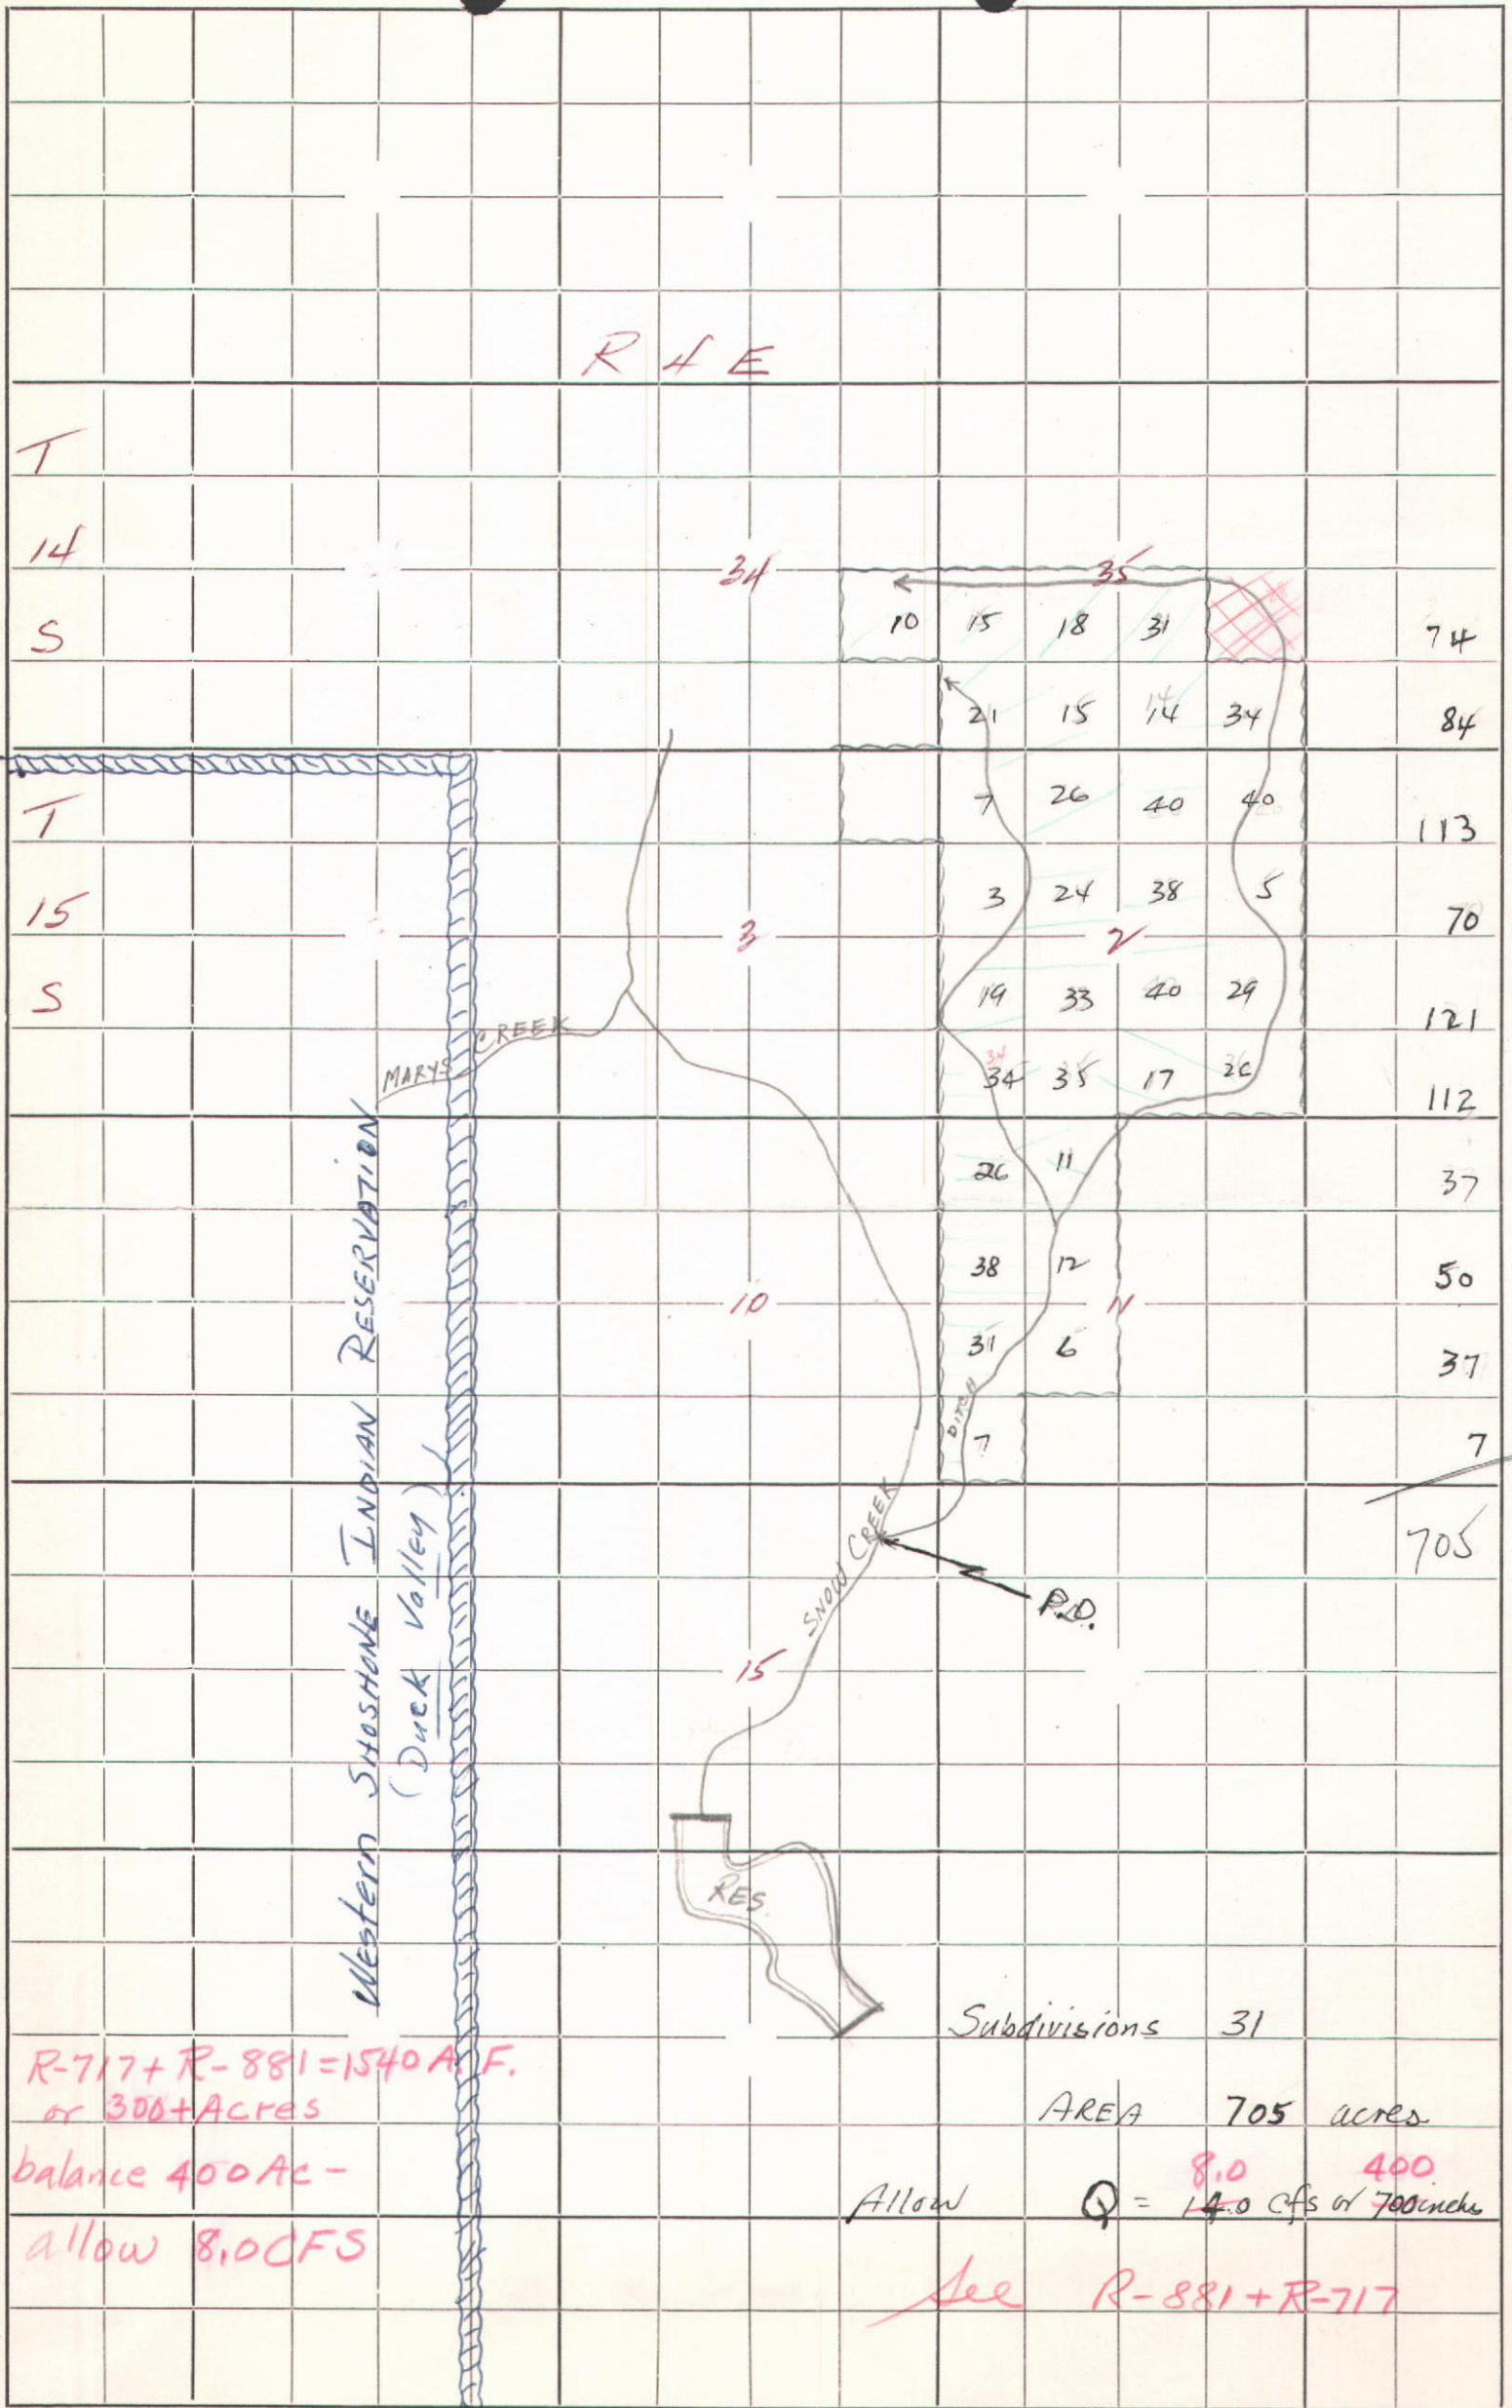 R 4 E
T
14
S
34
35
10 15 18 31 74
21 15 14 34 84
T
7 26 40 40 113
15
3 24 38 5 70
3
2
S
19 33 40 29 121
MARYS CREEK
34
34 35 17 26 112
26 11 37
38 12 50
10
11
31 6 37
DITCH
7 7
705
SNOW CREEK
P.D.
15
Western SHOSHONE INDIAN RESERVATION
(Duck Valley)
RES.
Subdivisions 31
R-717 + R-881 = 1540 A.F.
or 300+Acres
AREA 705 acres
balance 400 Ac -
8.0 400
Allow Q = 14.0 cfs or 700 inches
allow 8.0 CFS
See R-881 + R-717